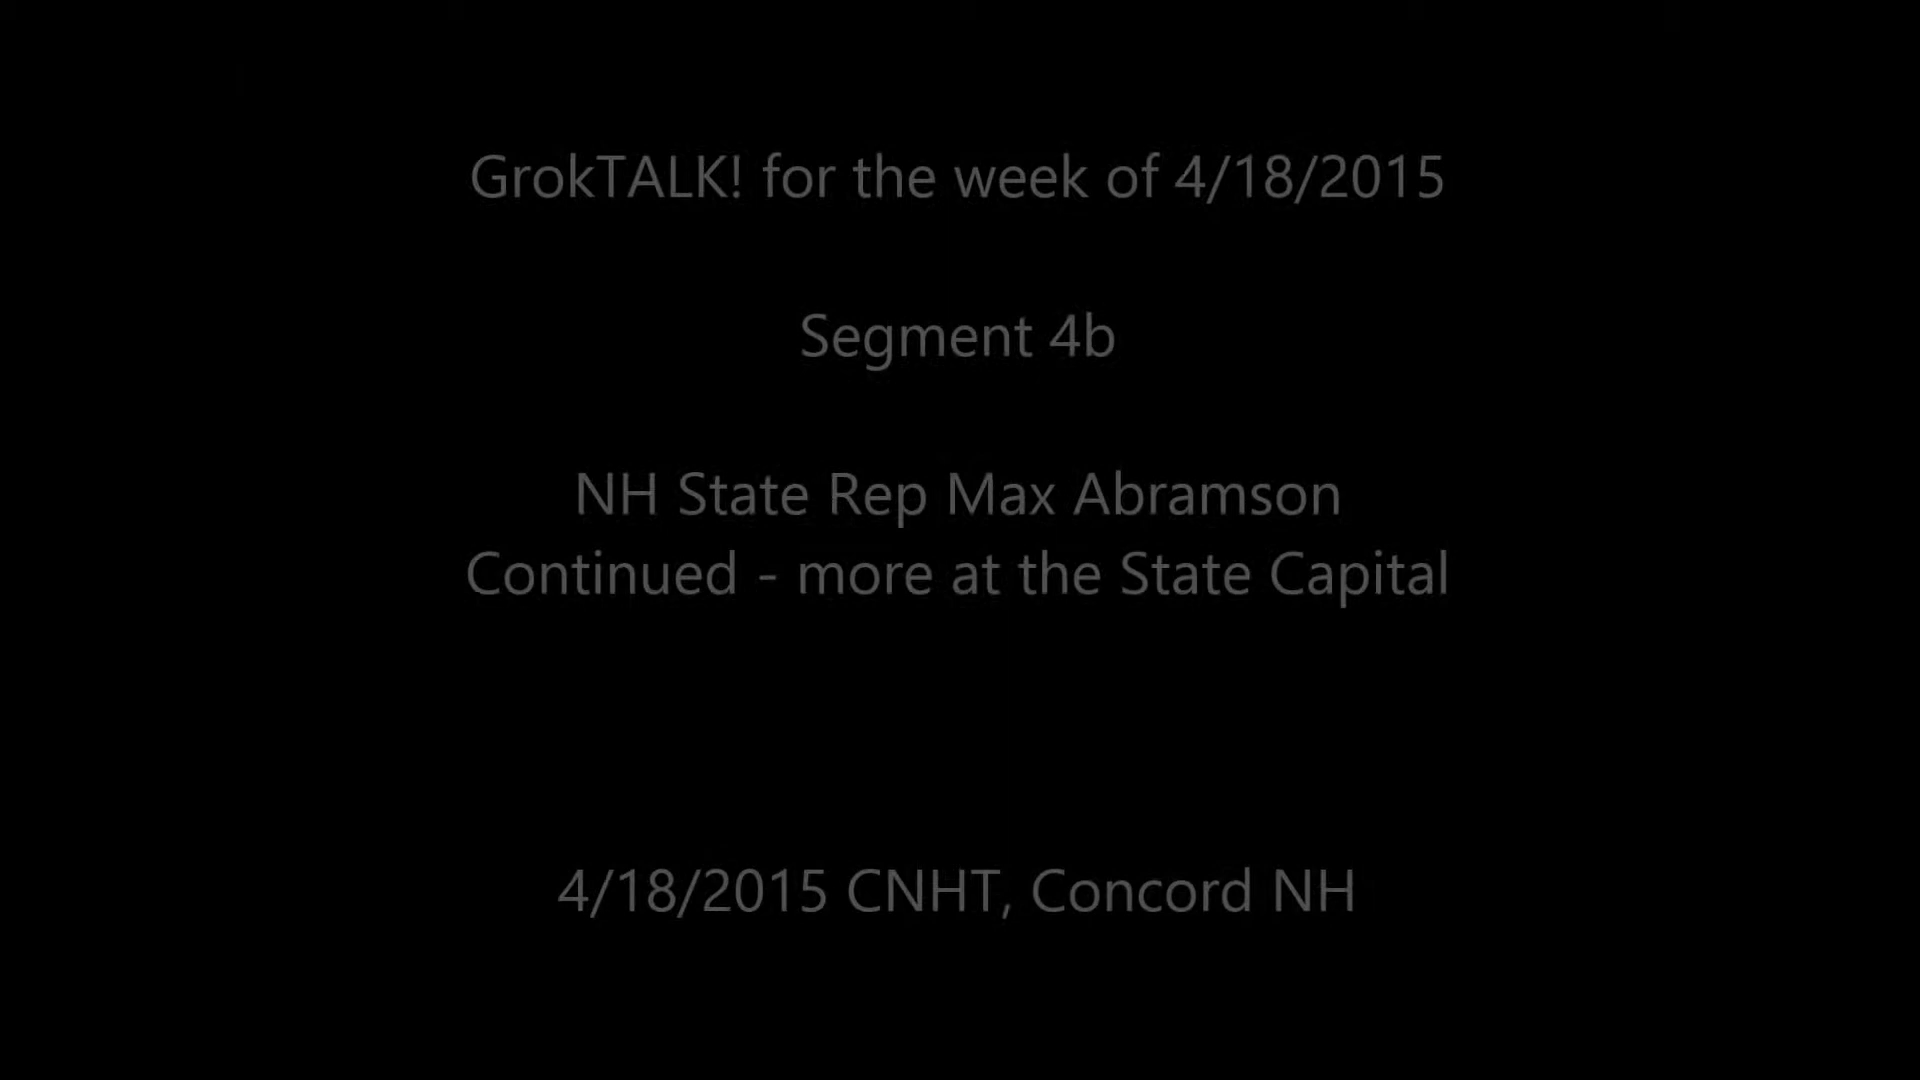 GrokTALK! for the week of 4/18/2015
Segment 4b
NH State Rep Max Abramson
Continued - more at the State Capital
4/18/2015 CNHT, Concord NH